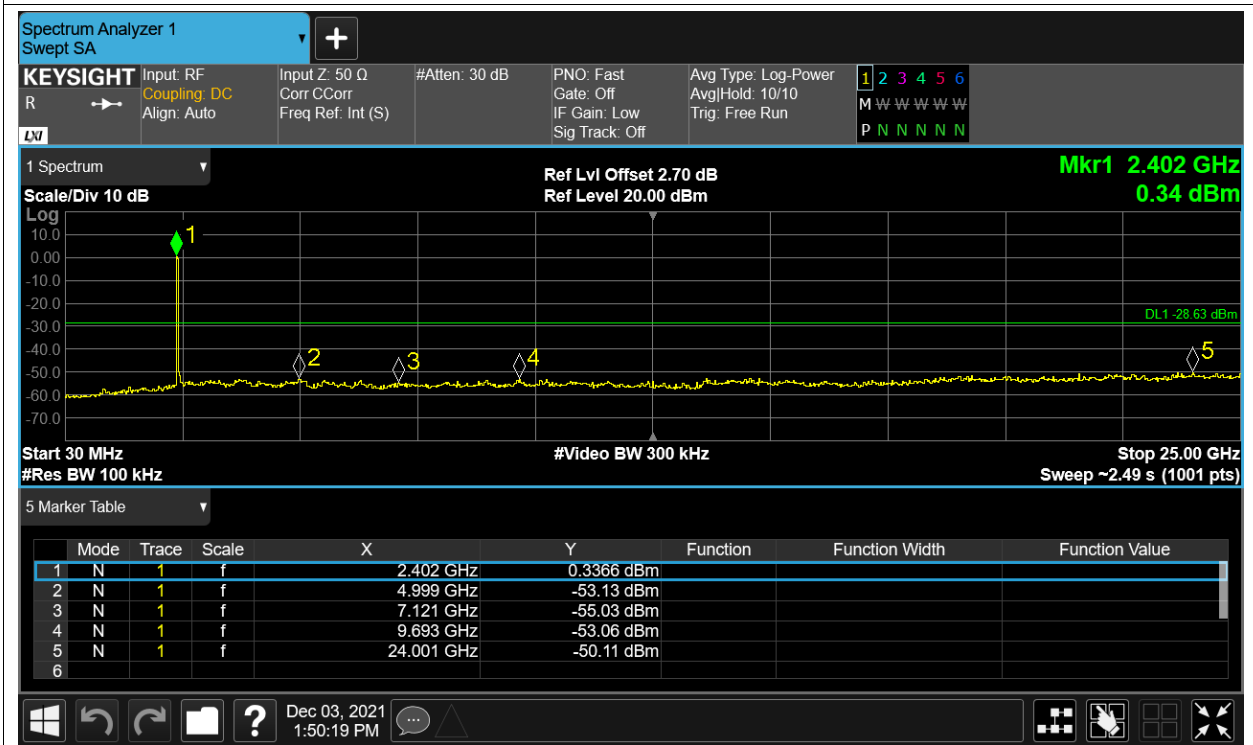 Spectrum Analyzer 1
Swept SA
+
KEYSIGHT
R
LXI
Input: RF
Coupling: DC
Align: Auto
Input Z: 50 Ω
Corr CCorr
Freq Ref: Int (S)
#Atten: 30 dB
PNO: Fast
Gate: Off
IF Gain: Low
Sig Track: Off
Avg Type: Log-Power
Avg|Hold: 10/10
Trig: Free Run
1 2 3 4 5 6
M W W W W W
P N N N N N
1 Spectrum
Scale/Div 10 dB
Ref Lvl Offset 2.70 dB
Ref Level 20.00 dBm
Mkr1 2.402 GHz
0.34 dBm
Log
10.0
0.00
-10.0
-20.0
-30.0
-40.0
-50.0
-60.0
-70.0
1
2
3
4
5
DL1 -28.63 dBm
Start 30 MHz
#Video BW 300 kHz
Stop 25.00 GHz
#Res BW 100 kHz
Sweep ~2.49 s (1001 pts)
5 Marker Table
Mode Trace Scale X Y Function Function Width Function Value
1 N 1 f 2.402 GHz 0.3366 dBm
2 N 1 f 4.999 GHz -53.13 dBm
3 N 1 f 7.121 GHz -55.03 dBm
4 N 1 f 9.693 GHz -53.06 dBm
5 N 1 f 24.001 GHz -50.11 dBm
6
?
Dec 03, 2021
1:50:19 PM